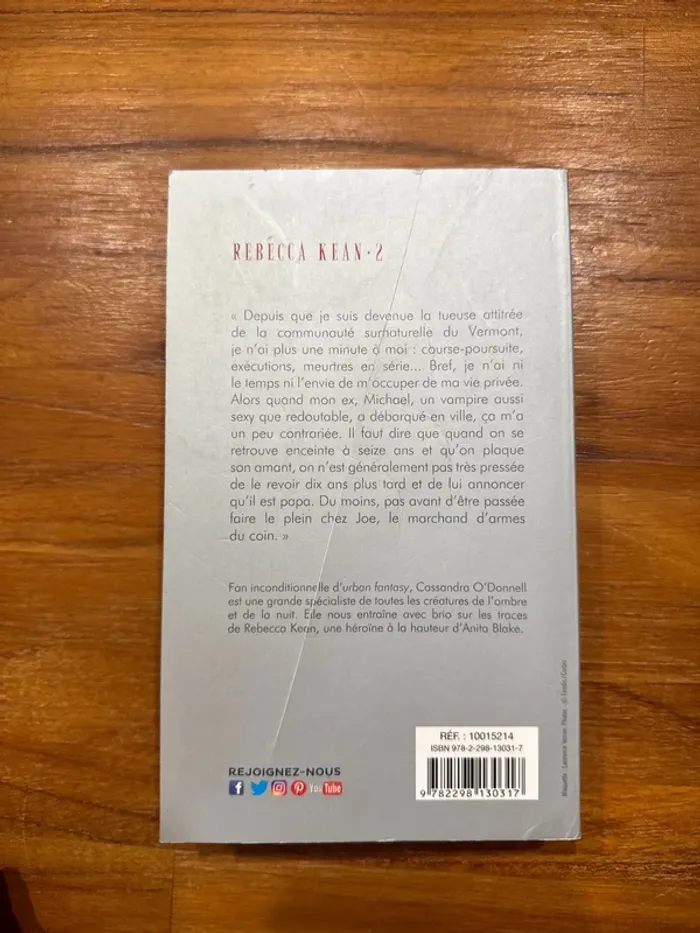 REBECCA KEAN • 2
« Depuis que je suis devenue la tueuse attitrée
de la communauté surnaturelle du Vermont,
je n'ai plus une minute à moi : course-poursuite,
exécutions, meurtres en série... Bref, je n'ai ni
le temps ni l'envie de m'occuper de ma vie privée.
Alors quand mon ex, Michael, un vampire aussi
sexy que redoutable, a débarqué en ville, ça m'a
un peu contrariée. Il faut dire que quand on se
retrouve enceinte à seize ans et qu'on plaque
son amant, on n'est généralement pas très pressée
de le revoir dix ans plus tard et de lui annoncer
qu'il est papa. Du moins, pas avant d'être passée
faire le plein chez Joe, le marchand d'armes
du coin. »
Fan inconditionnelle d'urban fantasy, Cassandra O'Donnell
est une grande spécialiste de toutes les créatures de l'ombre
et de la nuit. Elle nous entraîne avec brio sur les traces
de Rebecca Kean, une héroïne à la hauteur d'Anita Blake.
RÉF. : 10015214
ISBN 978-2-298-13031-7
9 782298 130317
REJOIGNEZ-NOUS
YouTube
Maquette :